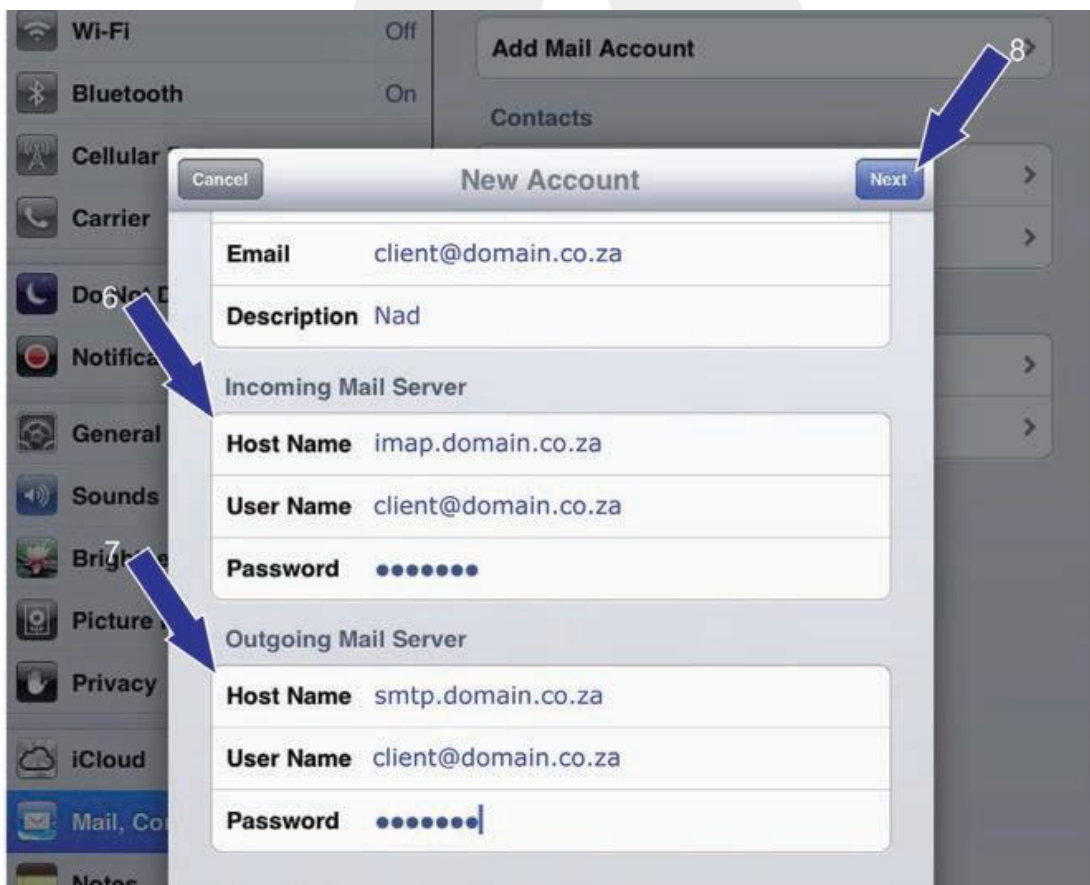 Wi-Fi Off
Add Mail Account
8
Bluetooth On
Contacts
Cellular
Cancel New Account Next
Carrier
Email client@domain.co.za
Do Not D
6
Description Nad
Notifica
Incoming Mail Server
General
Host Name imap.domain.co.za
Sounds
User Name client@domain.co.za
7
Password •••••••
Picture
Outgoing Mail Server
Privacy
Host Name smtp.domain.co.za
iCloud
User Name client@domain.co.za
Mail, Co
Password •••••••
Notes